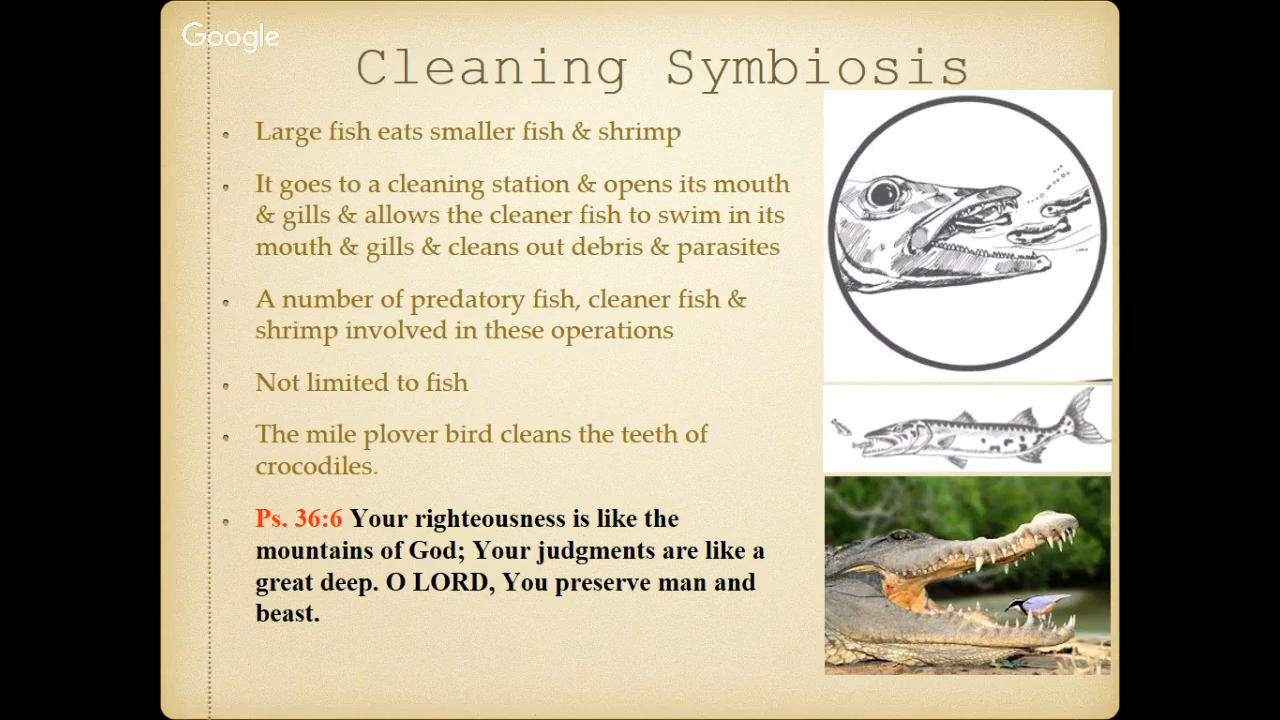 Google
Cleaning Symbiosis
Large fish eats smaller fish & shrimp
It goes to a cleaning station & opens its mouth
& gills & allows the cleaner fish to swim in its
mouth & gills & cleans out debris & parasites
A number of predatory fish, cleaner fish &
shrimp involved in these operations
Not limited to fish
The mile plover bird cleans the teeth of
crocodiles.
Ps. 36:6 Your righteousness is like the
mountains of God; Your judgments are like a
great deep. O LORD, You preserve man and
beast.